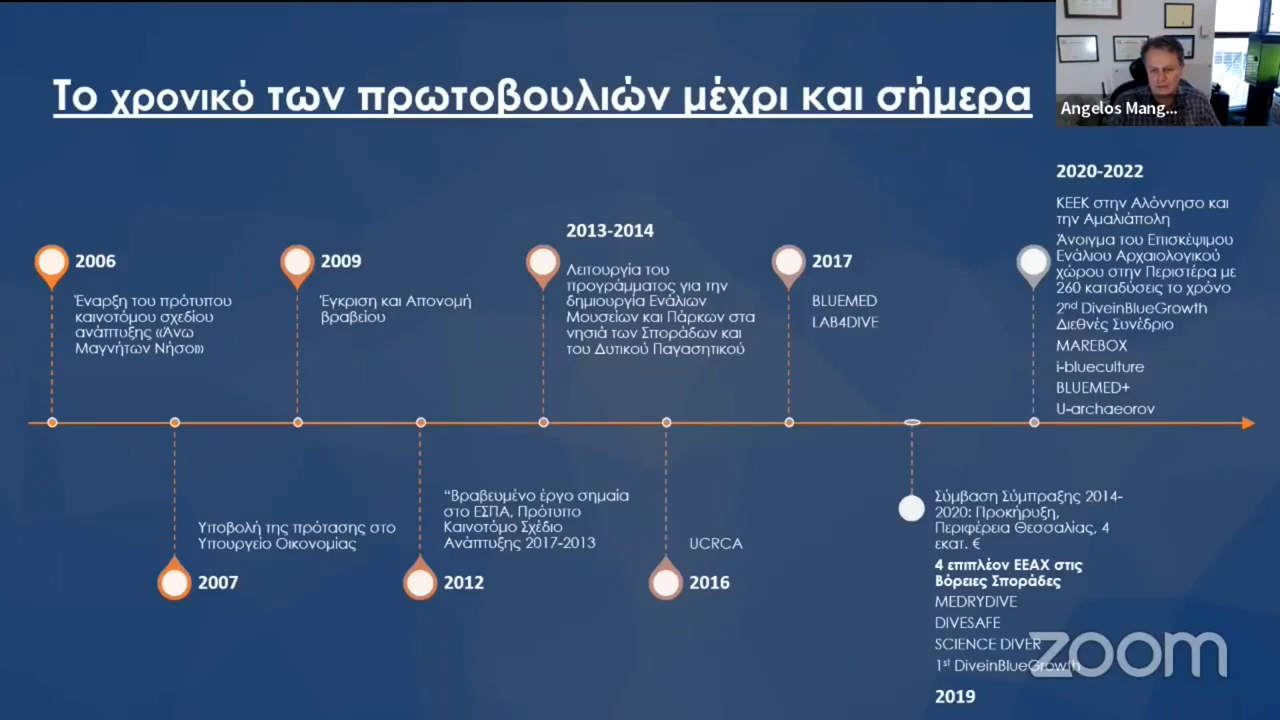 Το χρονικό των πρωτοβουλιών μέχρι και σήμερα
Angelos Mang...
2006
Έναρξη του πρότυπου
καινοτόμου σχεδίου
ανάπτυξης «Άνω
Μαγνήτων Νήσοι»
2009
Έγκριση και Απονομή
βραβείου
2013-2014
Λειτουργία του
προγράμματος για την
δημιουργία Ενάλιων
Μουσείων και Πάρκων στα
νησιά των Σποράδων και
του Δυτικού Παγασητικού
2017
BLUEMED
LAB4DIVE
2020-2022
ΚΕΕΚ στην Αλόννησο και
την Αμαλιάπολη
Άνοιγμα του Επισκέψιμου
Ενάλιου Αρχαιολογικού
χώρου στην Περιστέρα με
260 καταδύσεις το χρόνο
2nd DiveinBlueGrowth
Διεθνές Συνέδριο
MAREBOX
i-blueculture
BLUEMED+
U-archaeorov
Υποβολή της πρότασης στο
Υπουργείο Οικονομίας
2007
“Βραβευμένο έργο σημαία
στο ΕΣΠΑ, Πρότυπο
Καινοτόμο Σχέδιο
Ανάπτυξης 2017-2013
2012
UCRCA
2016
Σύμβαση Σύμπραξης 2014-
2020: Προκήρυξη,
Περιφέρεια Θεσσαλίας, 4
εκατ. €
4 επιπλέον ΕΕΑΧ στις
Βόρειες Σποράδες
MEDRYDIVE
DIVESAFE
SCIENCE DIVER
1st DiveinBlueGrowth
2019
zoom